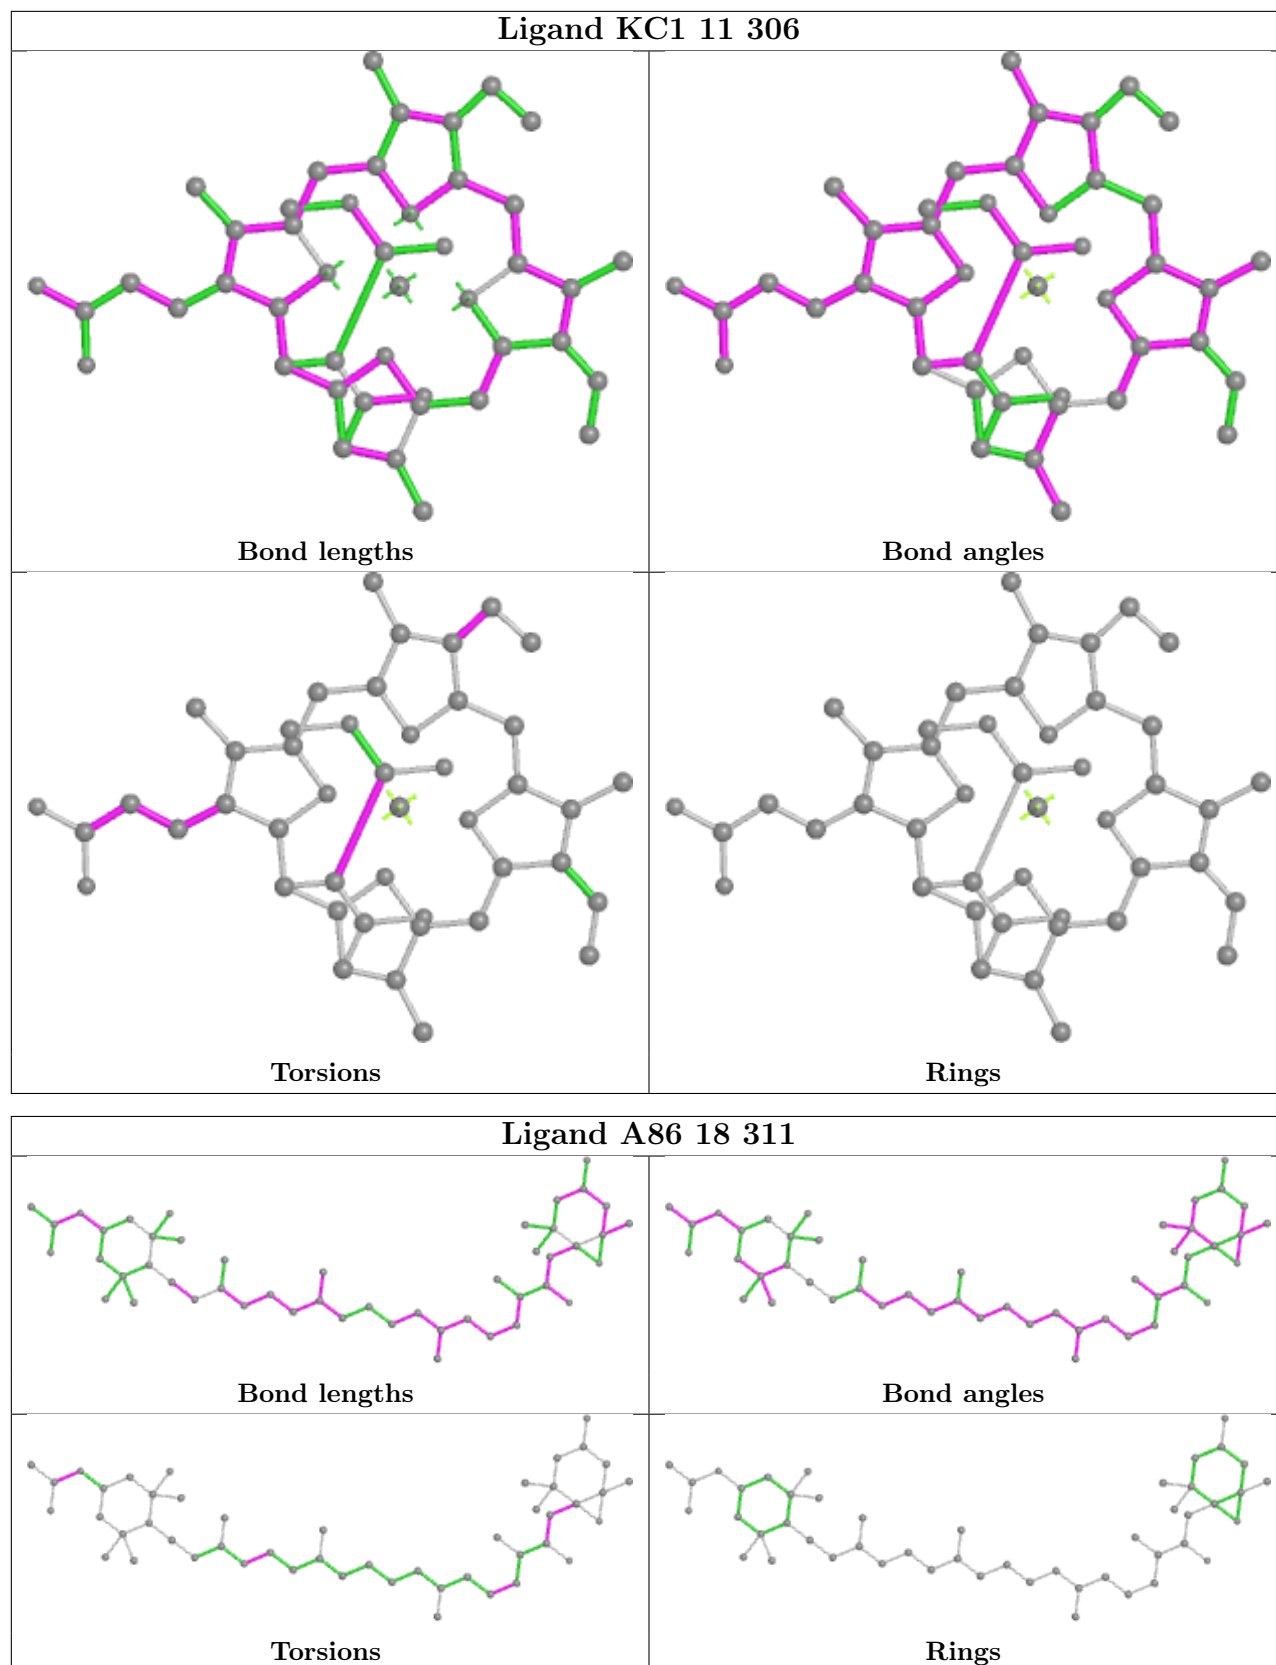 Ligand KC1 11 306
Bond lengths
Bond angles
Torsions
Rings
Ligand A86 18 311
Bond lengths
Bond angles
Torsions
Rings